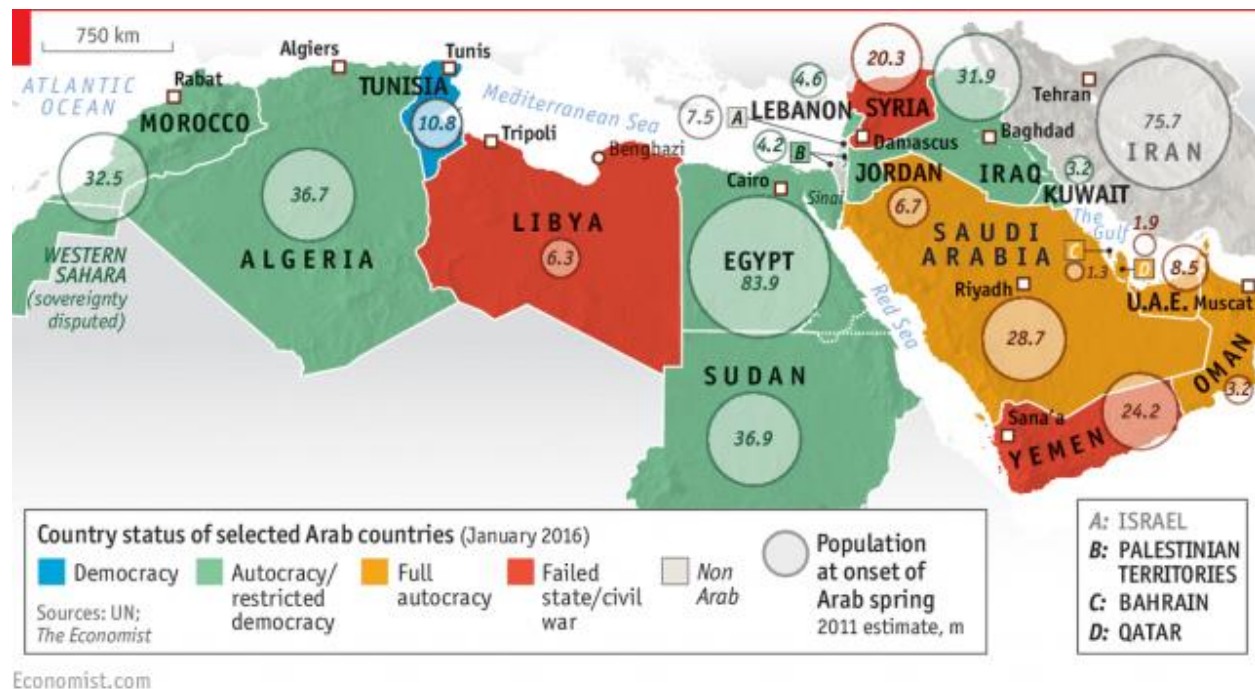 750 km
Algiers
Tunis
ATLANTIC
OCEAN
Rabat
TUNISIA
MOROCCO
10.8
Mediterranean Sea
Tripoli
Benghazi
32.5
36.7
ALGERIA
WESTERN
SAHARA
(sovereignty
disputed)
LIBYA
6.3
4.6
LEBANON
20.3
SYRIA
31.9
7.5
A
4.2
B
Damascus
Baghdad
Tehran
75.7
IRAN
Cairo
Sinai
JORDAN
6.7
IRAQ
3.2
KUWAIT
The
Gulf
EGYPT
83.9
Red Sea
SAUDI
ARABIA
Riyadh
28.7
C
1.3
1.9
D
8.5
U.A.E.
Muscat
OMAN
3.2
SUDAN
36.9
Sana'a
YEMEN
24.2
Country status of selected Arab countries (January 2016)
Democracy
Autocracy/
restricted
democracy
Full
autocracy
Failed
state/civil
war
Non
Arab
Population
at onset of
Arab spring
2011 estimate, m
Sources: UN;
The Economist
A: ISRAEL
B: PALESTINIAN
TERRITORIES
C: BAHRAIN
D: QATAR
Economist.com